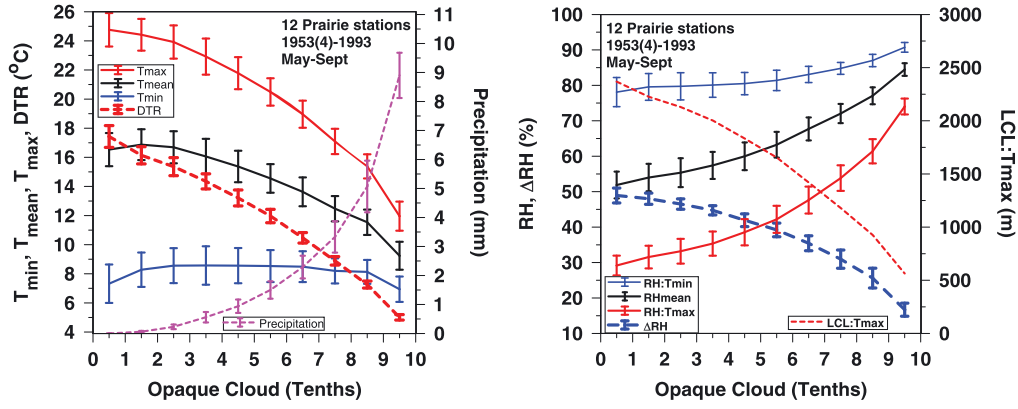 12 Prairie stations
1953(4)-1993
May-Sept
Tmax
Tmean
Tmin
DTR
Precipitation
26
24
22
20
18
16
14
12
10
8
6
4
11
10
9
8
7
6
5
4
3
2
1
0
0 1 2 3 4 5 6 7 8 9 10
Tmin, Tmean, Tmax, DTR (°C)
Precipitation (mm)
Opaque Cloud (Tenths)
12 Prairie stations
1953(4)-1993
May-Sept
RH:Tmin
RHmean
RH:Tmax
ΔRH
LCL:Tmax
100
90
80
70
60
50
40
30
20
10
3000
2500
2000
1500
1000
500
0
0 1 2 3 4 5 6 7 8 9 10
RH, ΔRH (%)
LCL:Tmax (m)
Opaque Cloud (Tenths)